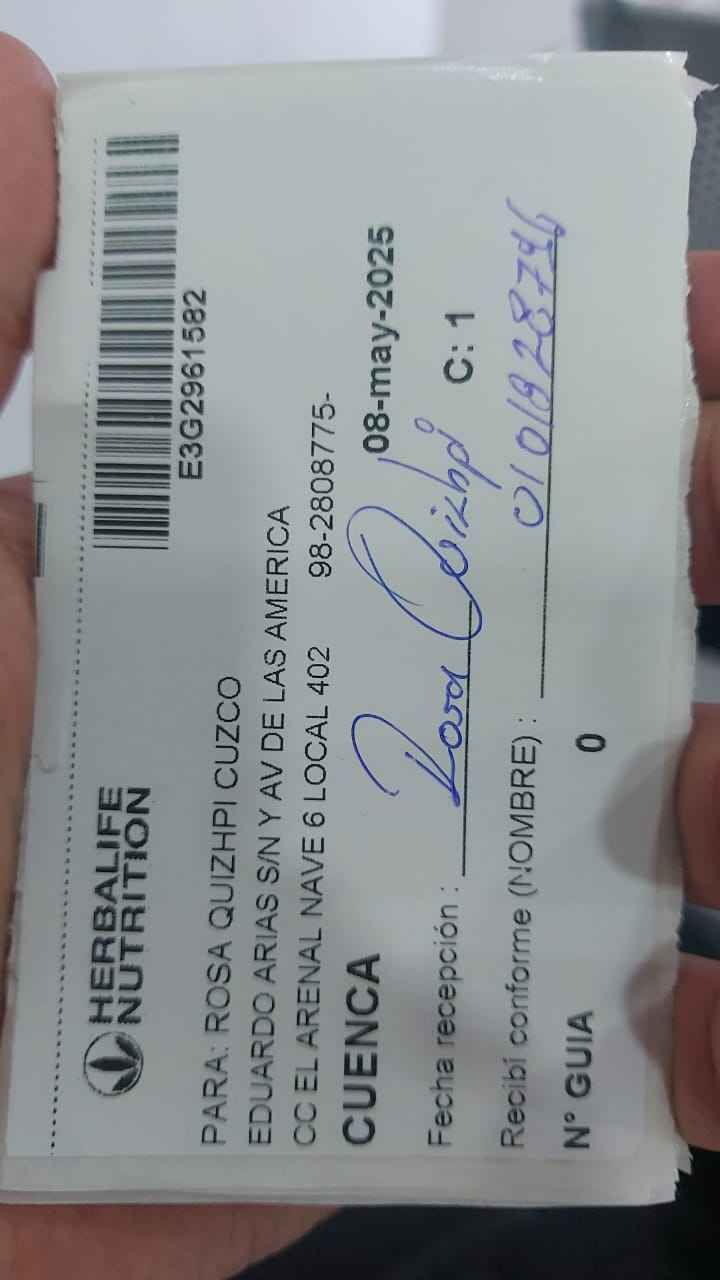 HERBALIFE
NUTRITION
E3G2961582
PARA: ROSA QUIZHPI CUZCO
EDUARDO ARIAS S/N Y AV DE LAS AMERICA
CC EL ARENAL NAVE 6 LOCAL 402 98-2808775-
CUENCA 08-may-2025
Fecha recepción : Rosa Quizhpi C: 1
Recibí conforme (NOMBRE) :
N° GUIA 0